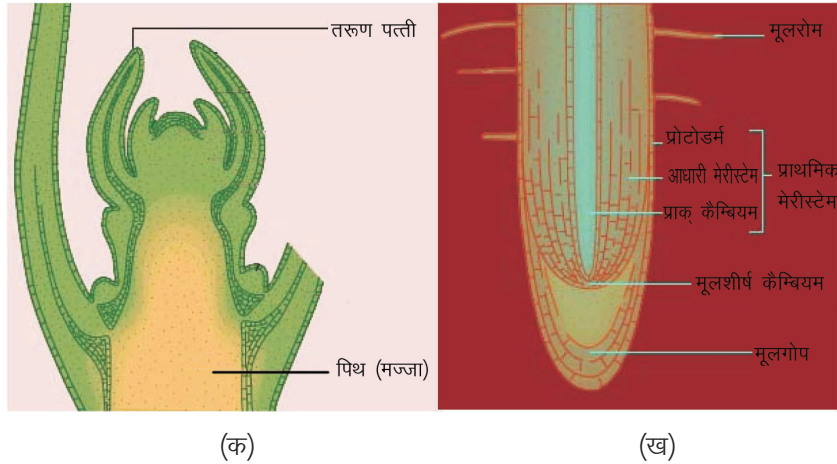 तरूण पत्ती
पिथ (मज्जा)
(क)
मूलरोम
प्रोटोडर्म
आधारी मेरीस्टेम
प्राक् कैम्बियम
प्राथमिक
मेरीस्टेम
मूलशीर्ष कैम्बियम
मूलगोप
(ख)